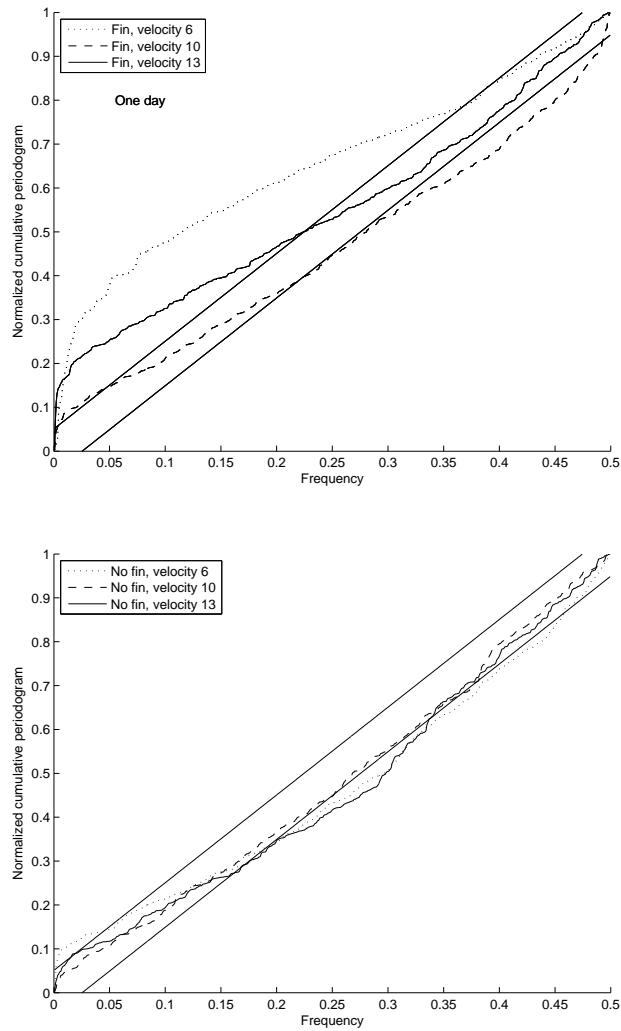 1
0.9
0.8
0.7
0.6
0.5
0.4
0.3
0.2
0.1
0
Normalized cumulative periodogram
Fin, velocity 6
Fin, velocity 10
Fin, velocity 13
One day
0 0.05 0.1 0.15 0.2 0.25 0.3 0.35 0.4 0.45 0.5
Frequency
1
0.9
0.8
0.7
0.6
0.5
0.4
0.3
0.2
0.1
0
Normalized cumulative periodogram
No fin, velocity 6
No fin, velocity 10
No fin, velocity 13
0 0.05 0.1 0.15 0.2 0.25 0.3 0.35 0.4 0.45 0.5
Frequency